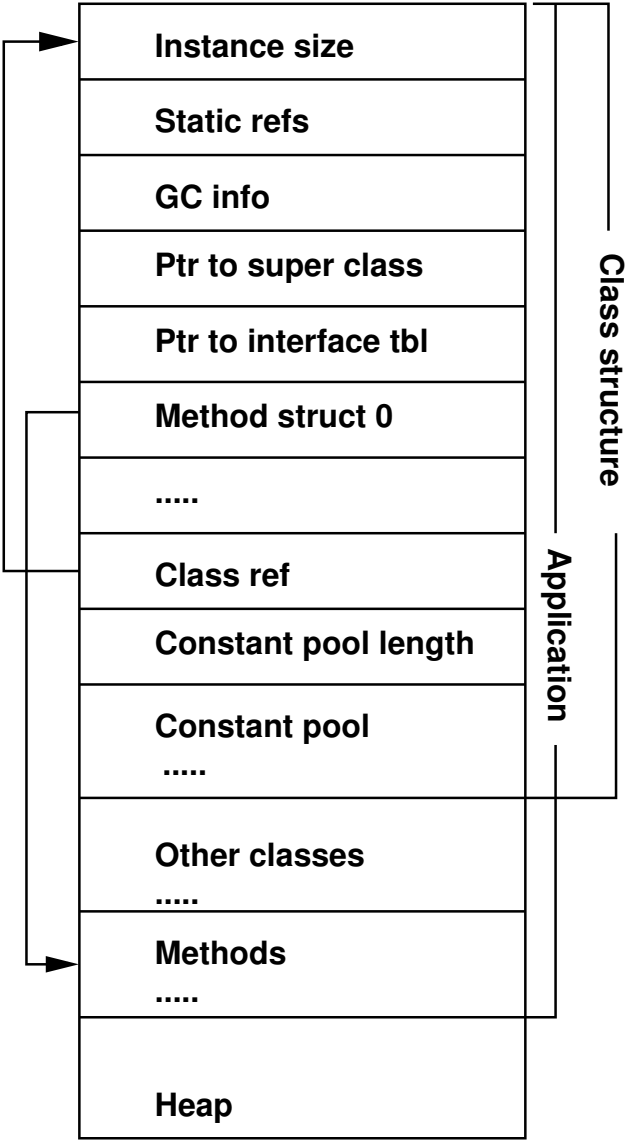 Instance size
Static refs
GC info
Ptr to super class
Ptr to interface tbl
Method struct 0
.....
Class ref
Constant pool length
Constant pool
.....
Other classes
.....
Methods
.....
Heap
Application
Class structure